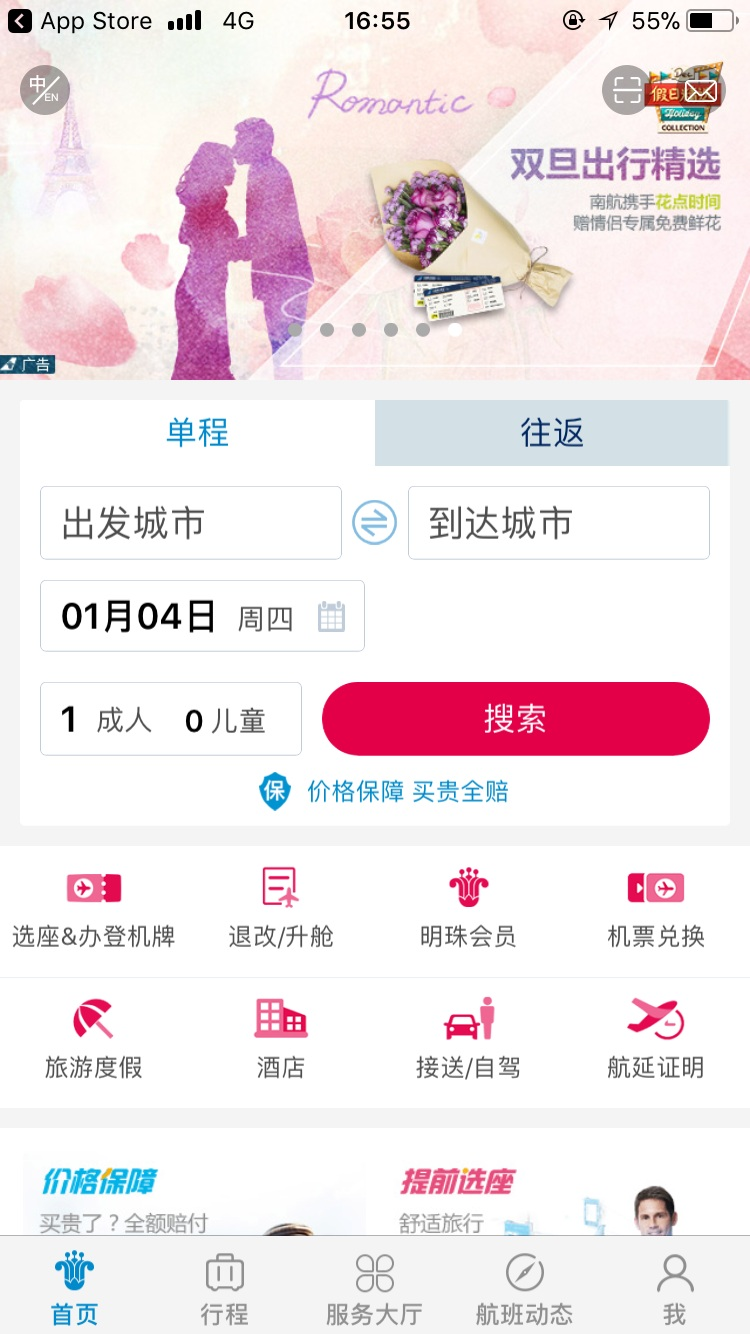 App Store 4G 16:55 55%
中/EN
Romantic
假日
Holiday
COLLECTION
双旦出行精选
南航携手花点时间
赠情侣专属免费鲜花
广告
单程 往返
出发城市 到达城市
01月04日 周四
1 成人 0 儿童 搜索
保 价格保障 买贵全赔
选座&办登机牌 退改/升舱 明珠会员 机票兑换
旅游度假 酒店 接送/自驾 航延证明
价格保障 提前选座
买贵了?全额赔付 舒适旅行
首页 行程 服务大厅 航班动态 我